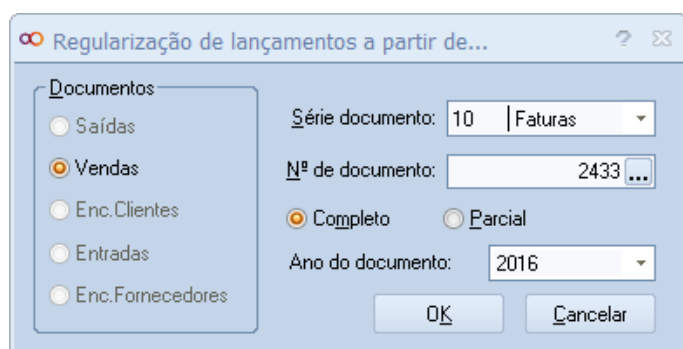 Regularização de lançamentos a partir de...
Documentos
Saídas
Vendas
Enc.Clientes
Entradas
Enc.Fornecedores
Série documento: 10 Faturas
Nº de documento: 2433 ...
Completo Parcial
Ano do documento: 2016
OK Cancelar